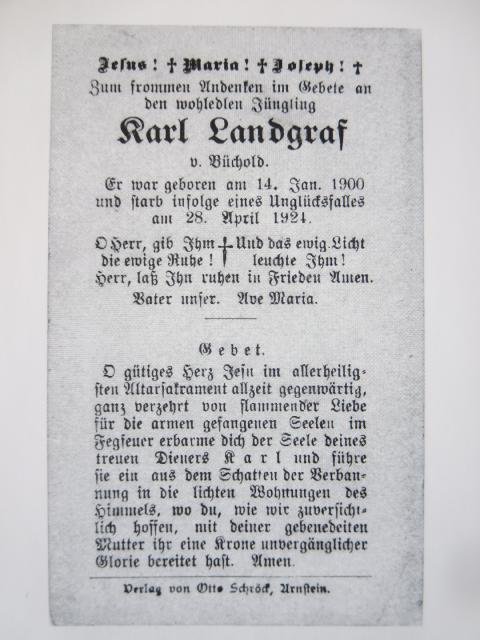 Jesus! † Maria! † Joseph! †
Zum frommen Andenken im Gebete an
den wohledlen Jüngling
Karl Landgraf
v. Büchold.
Er war geboren am 14. Jan. 1900
und starb infolge eines Unglücksfalles
am 28. April 1924.
O Herr, gib Ihm † Und das ewig. Licht
die ewige Ruhe! leuchte Ihm!
Herr, laß Ihn ruhen in Frieden Amen.
Vater unser. Ave Maria.
Gebet.
O gütiges Herz Jesu im allerheilig-
sten Altarsakrament allzeit gegenwärtig,
ganz verzehrt von flammender Liebe
für die armen gefangenen Seelen im
Fegfeuer erbarme dich der Seele deines
treuen Dieners Karl und führe
sie ein aus dem Schatten der Verban-
nung in die lichten Wohnungen des
Himmels, wo du, wie wir zuversicht-
lich hoffen, mit deiner gebenedeiten
Mutter ihr eine Krone unvergänglicher
Glorie bereitet hast. Amen.
Verlag von Otto Schröck, Arnstein.